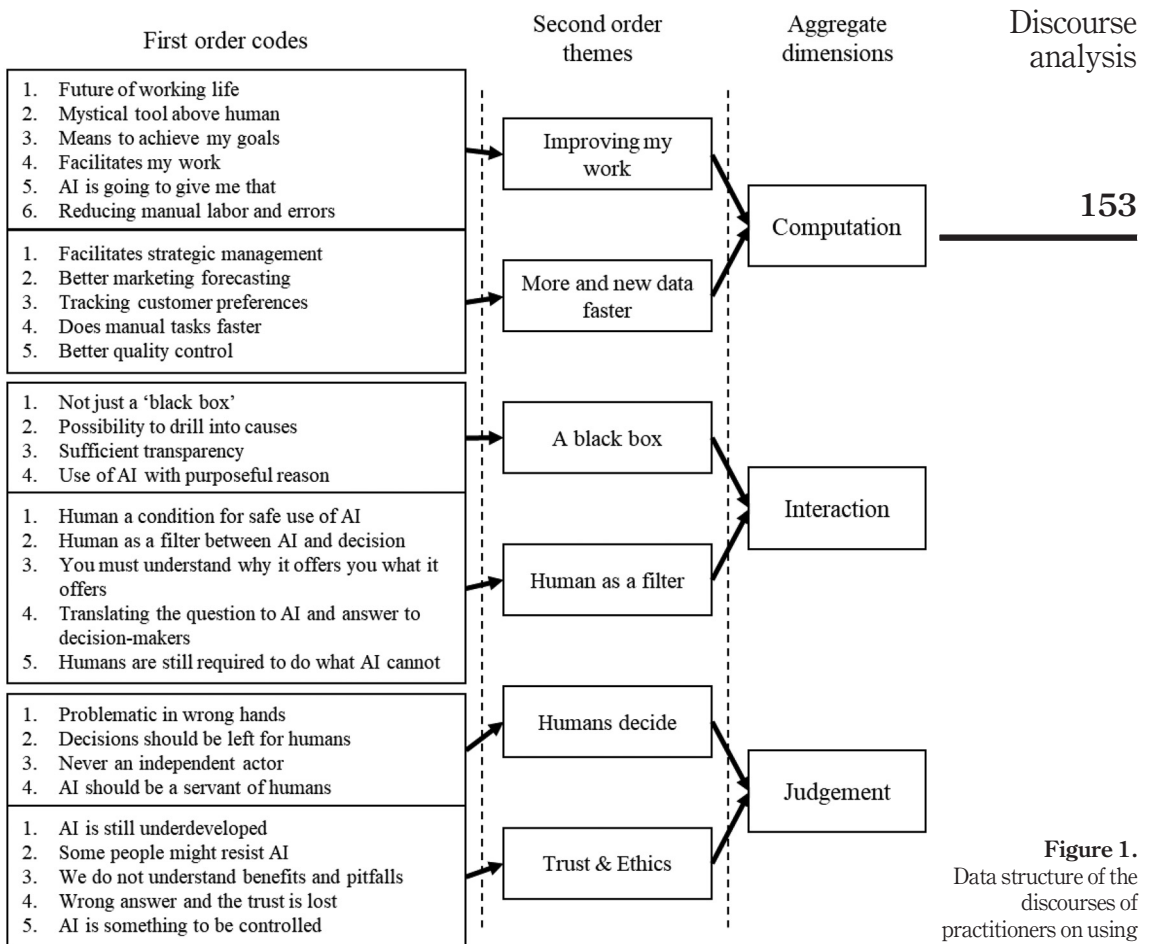 First order codes
Second order
themes
Aggregate
dimensions
Discourse
analysis
153
1. Future of working life
2. Mystical tool above human
3. Means to achieve my goals
4. Facilitates my work
5. AI is going to give me that
6. Reducing manual labor and errors
Improving my
work
1. Facilitates strategic management
2. Better marketing forecasting
3. Tracking customer preferences
4. Does manual tasks faster
5. Better quality control
More and new data
faster
Computation
1. Not just a ‘black box’
2. Possibility to drill into causes
3. Sufficient transparency
4. Use of AI with purposeful reason
A black box
1. Human a condition for safe use of AI
2. Human as a filter between AI and decision
3. You must understand why it offers you what it
offers
4. Translating the question to AI and answer to
decision-makers
5. Humans are still required to do what AI cannot
Human as a filter
Interaction
1. Problematic in wrong hands
2. Decisions should be left for humans
3. Never an independent actor
4. AI should be a servant of humans
Humans decide
1. AI is still underdeveloped
2. Some people might resist AI
3. We do not understand benefits and pitfalls
4. Wrong answer and the trust is lost
5. AI is something to be controlled
Trust & Ethics
Judgement
Figure 1.
Data structure of the
discourses of
practitioners on using